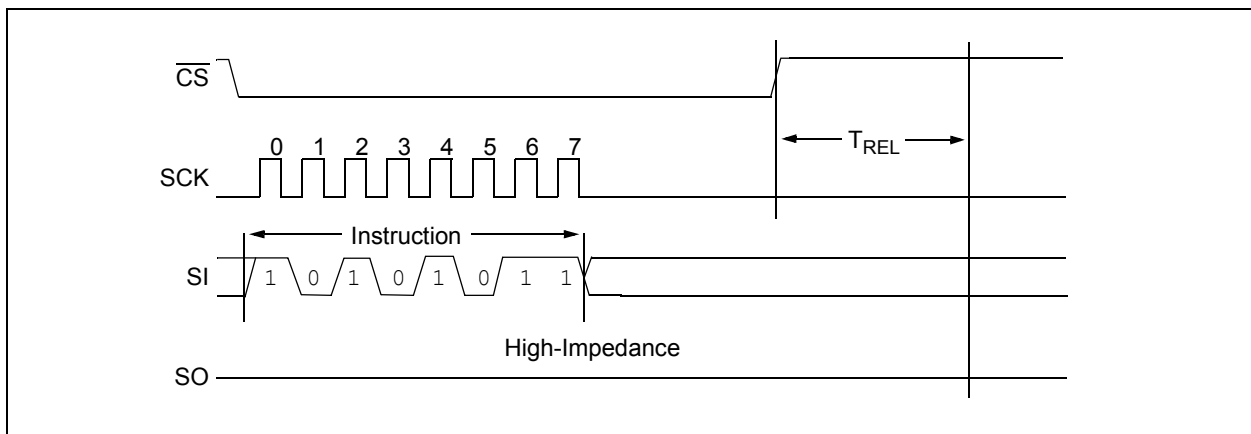 CS
TREL
0 1 2 3 4 5 6 7
SCK
Instruction
SI 1 0 1 0 1 0 1 1
High-Impedance
SO